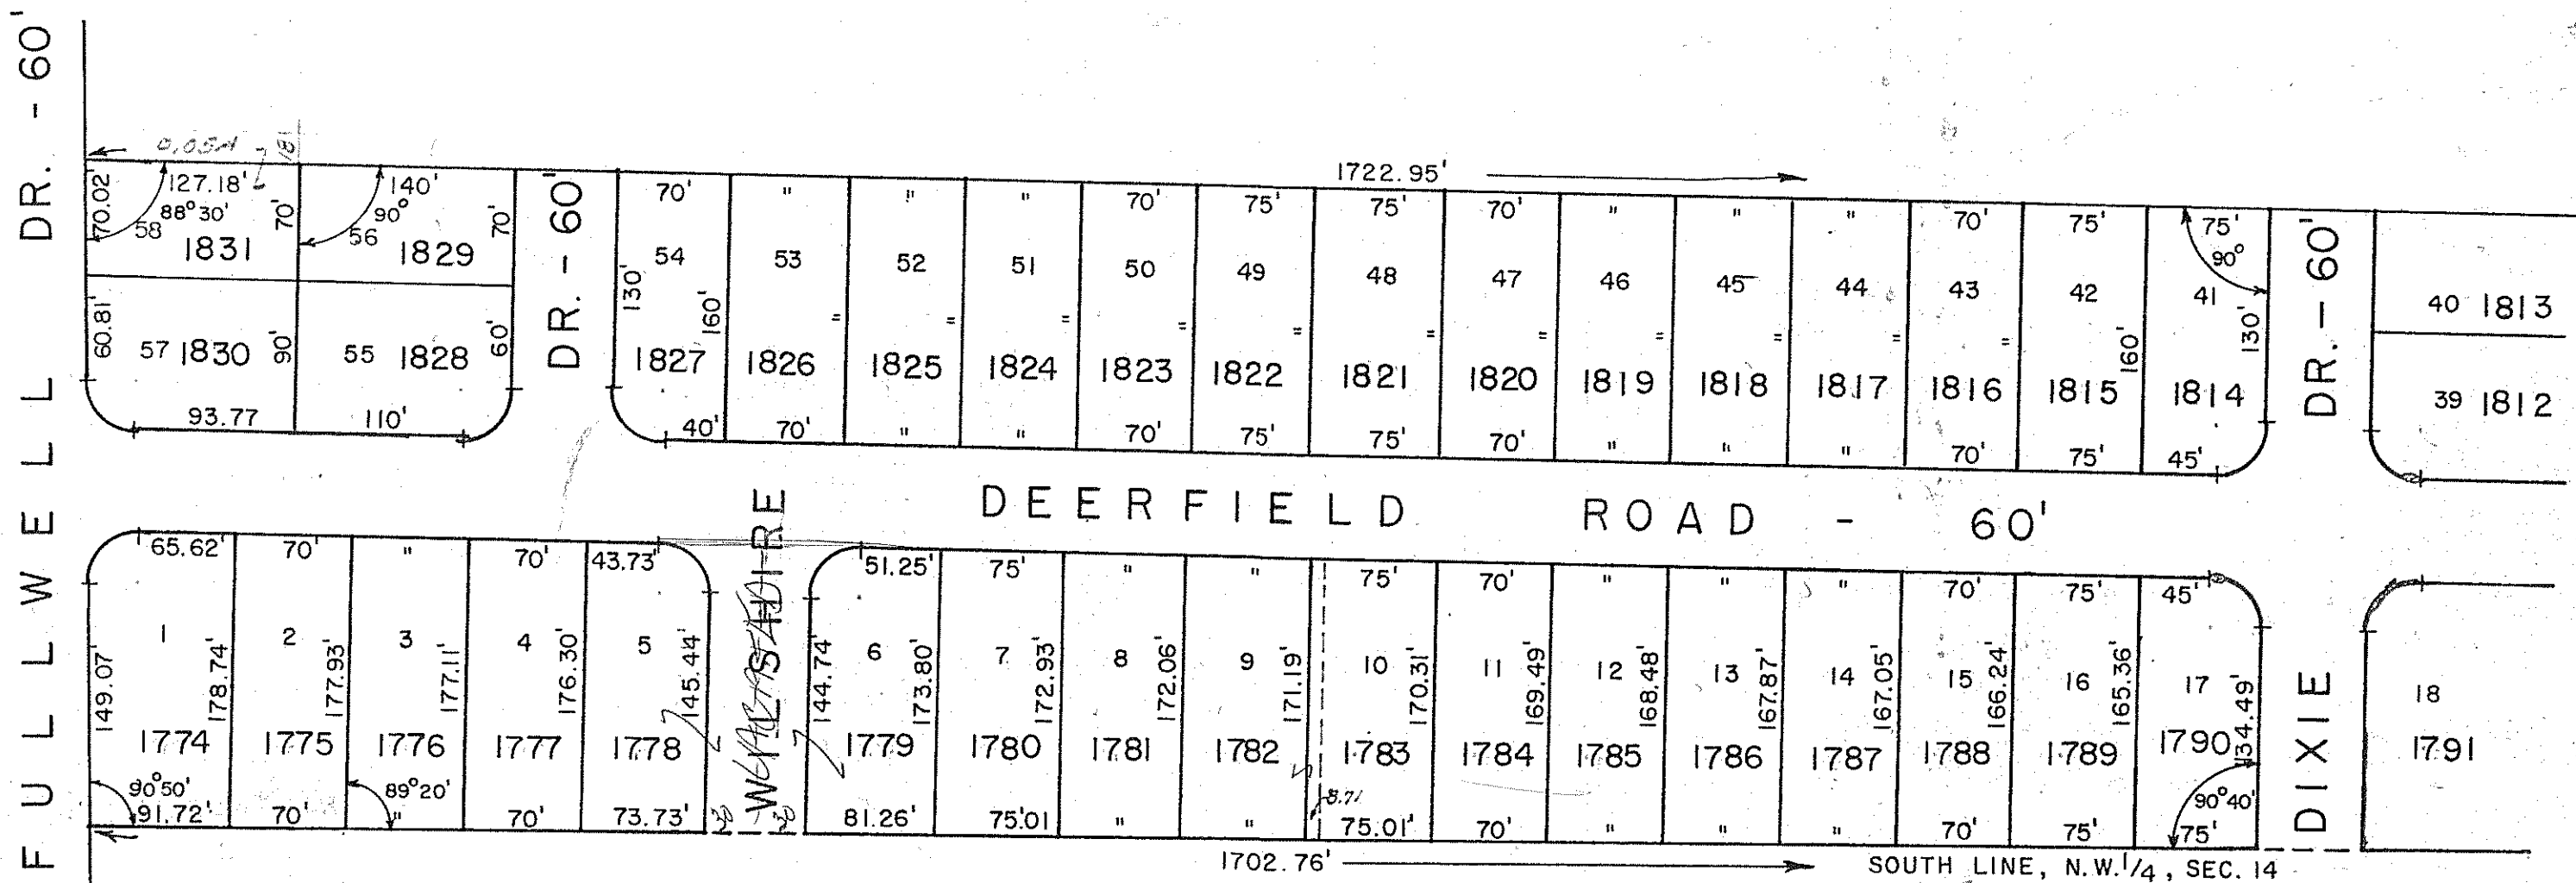 FULLWELL DR. - 60'
0.05A
181
70.02 127.18' 70' 140' 70'
88°30' 90°
58 1831 56 1829
60.81' 57 1830 90' 55 1828 60'
93.77 110'
DR. - 60'
1722.95'
70' " " " 70' 75' 75' 70' " " " 70' 75' 75'
90°
54 53 52 51 50 49 48 47 46 45 44 43 42 41
130' 160' " " " " " " " " " " " 160' 130'
1827 1826 1825 1824 1823 1822 1821 1820 1819 1818 1817 1816 1815 1814
40' 70' " " 70' 75' 75' 70' " " " 70' 75' 45'
DR. - 60'
40 1813
39 1812
DEERFIELD ROAD - 60'
65.62' 70' " 70' 43.73' 51.25' 75' " " 75' 70' " " " 70' 75' 45'
WILSHIRE
1 2 3 4 5 6 7 8 9 10 11 12 13 14 15 16 17 18
149.07' 178.74' 177.93' 177.11' 176.30' 145.44' 144.74' 173.80' 172.93' 172.06' 171.19' 170.31' 169.49' 168.48' 167.87' 167.05' 166.24' 165.36' 134.49'
1774 1775 1776 1777 1778 1779 1780 1781 1782 1783 1784 1785 1786 1787 1788 1789 1790 1791
90°50' 89°20' 90°40'
91.72' 70' " 70' 73.73' 30 30 81.26' 75.01 " " 8.71 75.01' 70' " " " 70' 75' 75'
DIXIE
1702.76' SOUTH LINE, N.W.1/4, SEC. 14